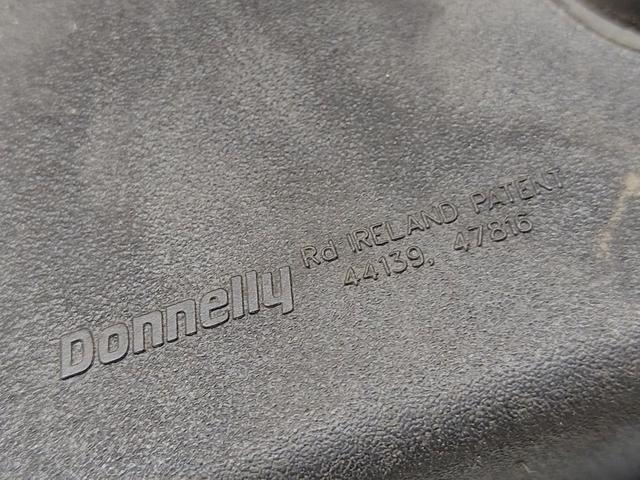 Donnelly
Rd IRELAND PATENT
44139, 47816